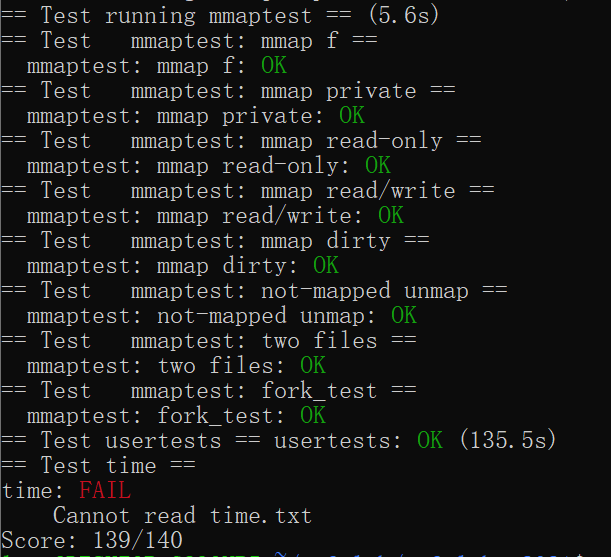 == Test running mmaptest == (5.6s)
== Test   mmaptest: mmap f ==
  mmaptest: mmap f: OK
== Test   mmaptest: mmap private ==
  mmaptest: mmap private: OK
== Test   mmaptest: mmap read-only ==
  mmaptest: mmap read-only: OK
== Test   mmaptest: mmap read/write ==
  mmaptest: mmap read/write: OK
== Test   mmaptest: mmap dirty ==
  mmaptest: mmap dirty: OK
== Test   mmaptest: not-mapped unmap ==
  mmaptest: not-mapped unmap: OK
== Test   mmaptest: two files ==
  mmaptest: two files: OK
== Test   mmaptest: fork_test ==
  mmaptest: fork_test: OK
== Test usertests == usertests: OK (135.5s)
== Test time ==
time: FAIL
    Cannot read time.txt
Score: 139/140